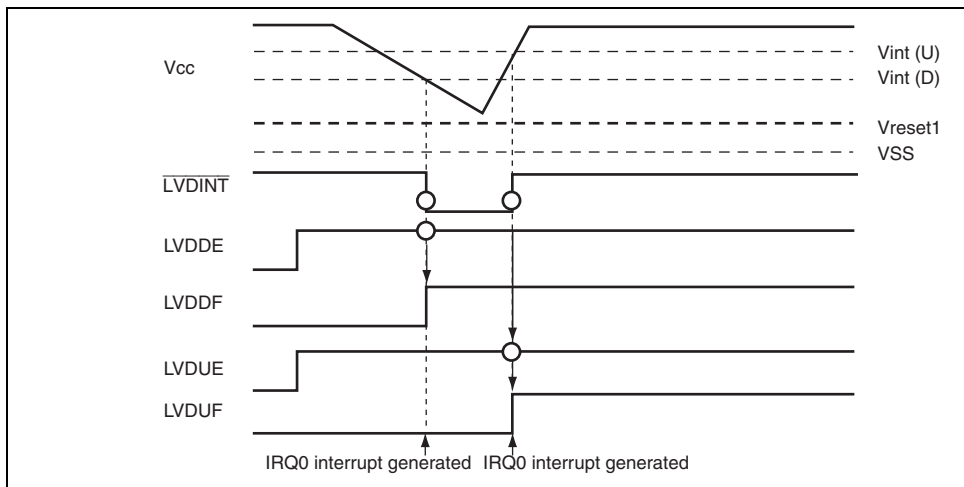 Vcc
Vint (U)
Vint (D)
Vreset1
VSS
LVDINT
LVDDE
LVDDF
LVDUE
LVDUF
IRQ0 interrupt generated IRQ0 interrupt generated